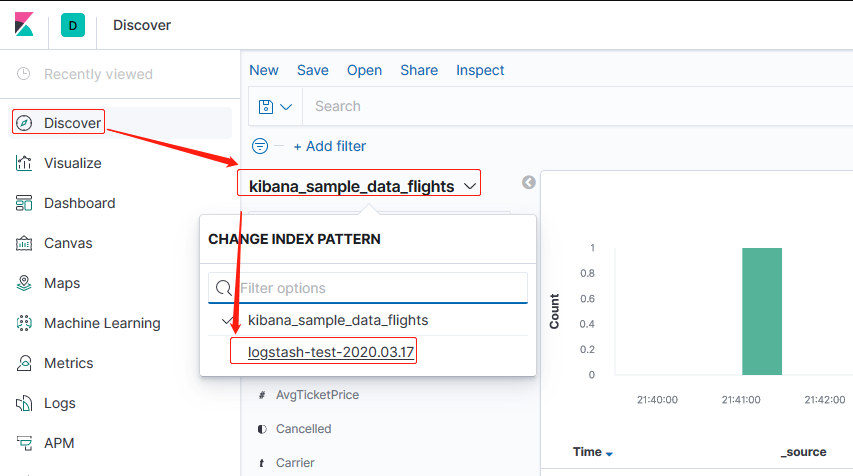 D Discover
Recently viewed
Discover
Visualize
Dashboard
Canvas
Maps
Machine Learning
Metrics
Logs
APM
New Save Open Share Inspect
Search
+ Add filter
kibana_sample_data_flights
CHANGE INDEX PATTERN
Filter options
kibana_sample_data_flights
logstash-test-2020.03.17
# AvgTicketPrice
Cancelled
t Carrier
Count
1
0.8
0.6
0.4
0.2
0
21:40:00 21:41:00 21:42:00
Time _source